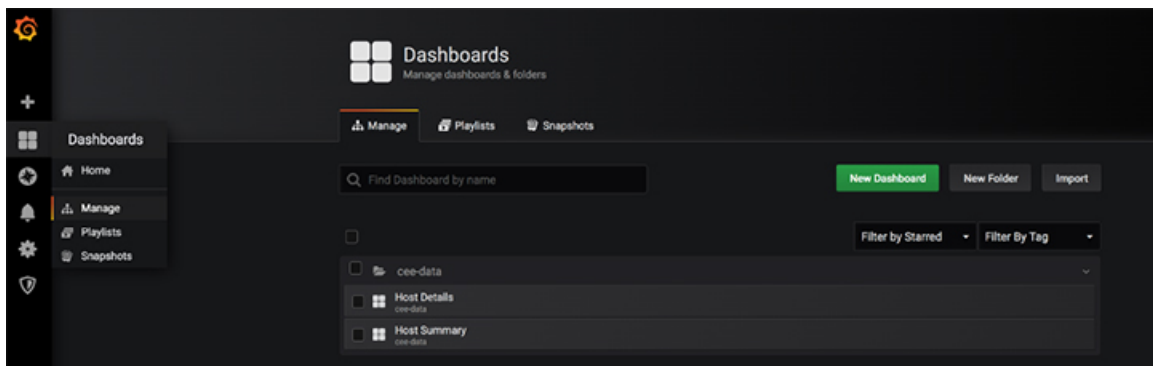 Dashboards
Manage dashboards & folders
Manage
Playlists
Snapshots
Dashboards
Home
Manage
Playlists
Snapshots
Find Dashboard by name
New Dashboard
New Folder
Import
Filter by Starred
Filter By Tag
cee-data
Host Details
cee-data
Host Summary
cee-data